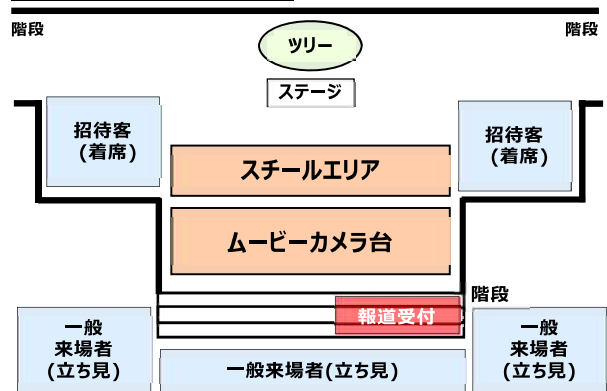 階段
階段
ツリー
ステージ
招待客
(着席)
招待客
(着席)
スチールエリア
ムービーカメラ台
階段
報道受付
一般
来場者
(立ち見)
一般来場者(立ち見)
一般
来場者
(立ち見)